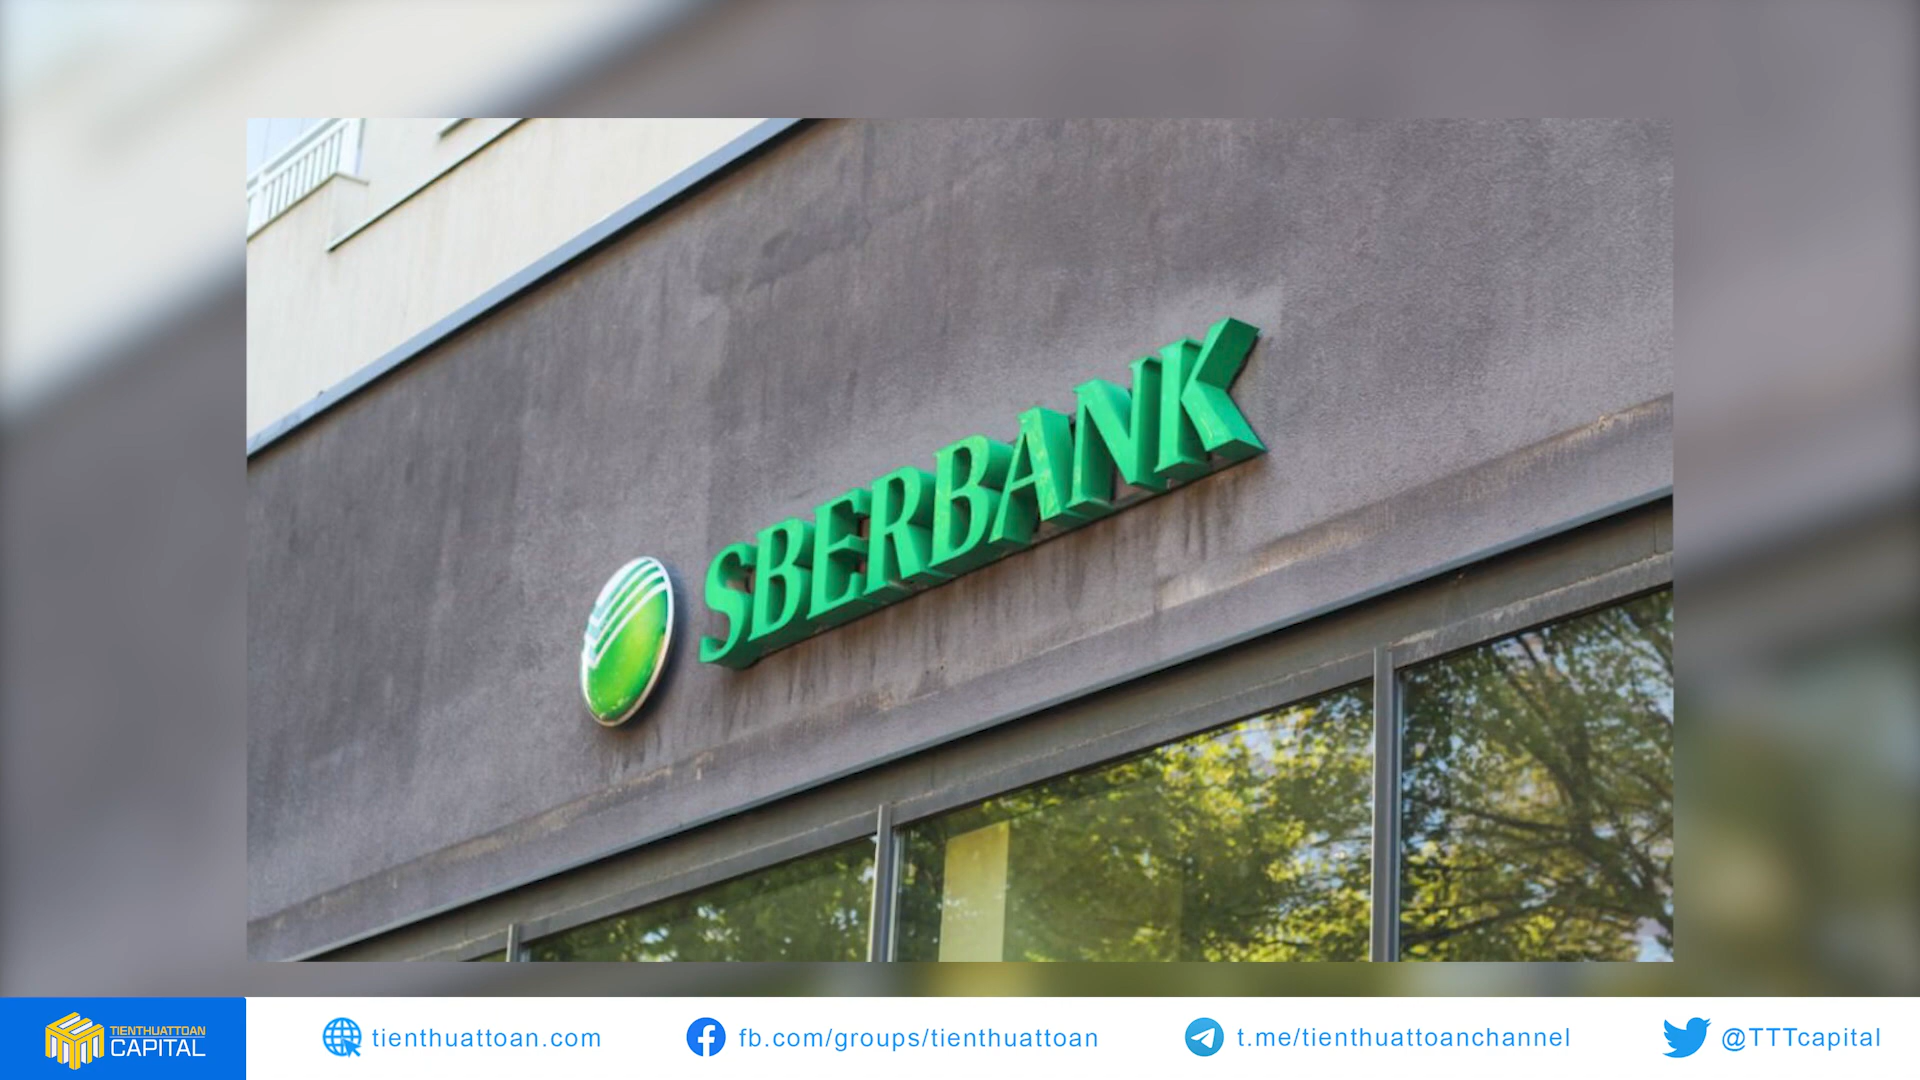 SBERBANK
TIENTHUATTOAN
CAPITAL
tienthuattoan.com
fb.com/groups/tienthuattoan
t.me/tienthuattoanchannel
@TTTcapital